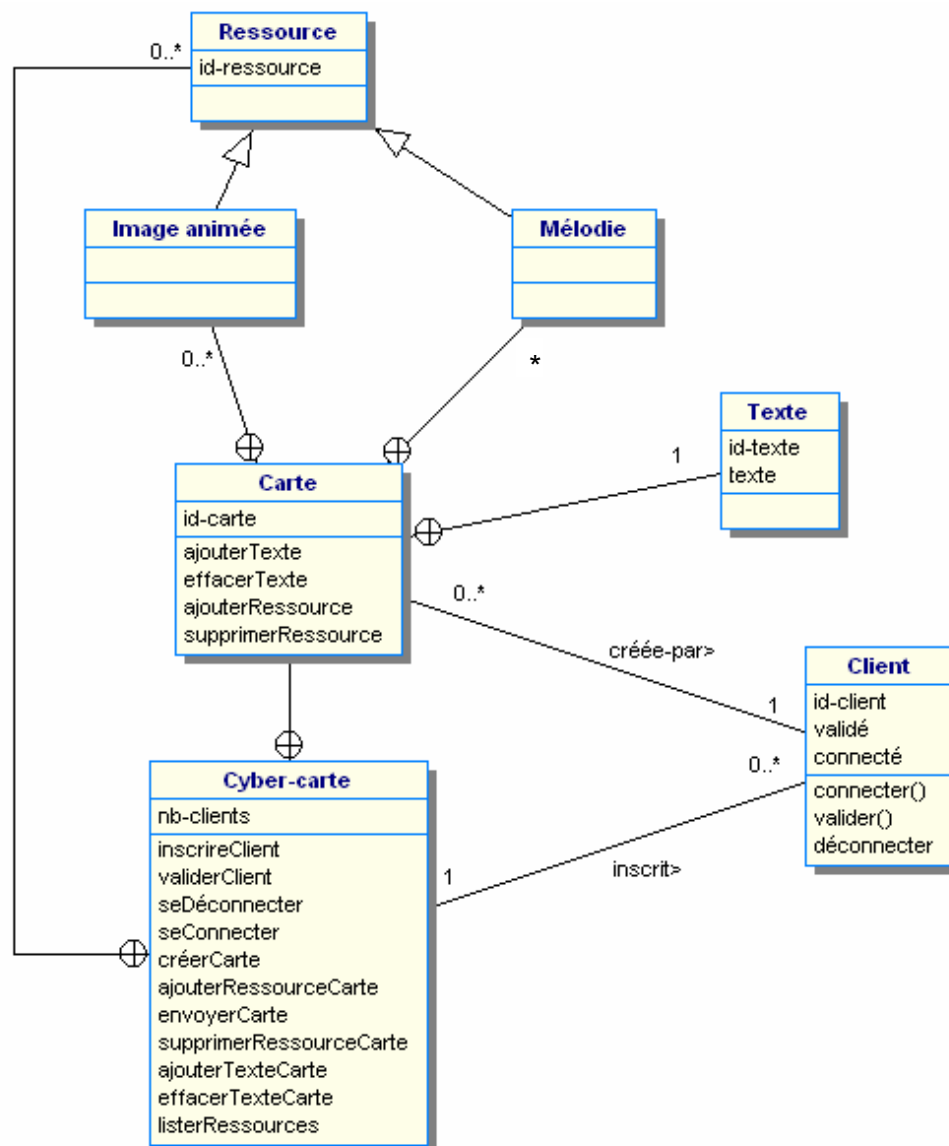 Ressource
0..*
id-ressource
Image animée
Mélodie
0..*
*
Texte
id-texte
texte
1
Carte
id-carte
ajouterTexte
effacerTexte
ajouterRessource
supprimerRessource
0..*
créée-par>
1
Client
id-client
validé
connecté
connecter()
valider()
déconnecter
0..*
inscrit>
1
Cyber-carte
nb-clients
inscrireClient
validerClient
seDéconnecter
seConnecter
créerCarte
ajouterRessourceCarte
envoyerCarte
supprimerRessourceCarte
ajouterTexteCarte
effacerTexteCarte
listerRessources